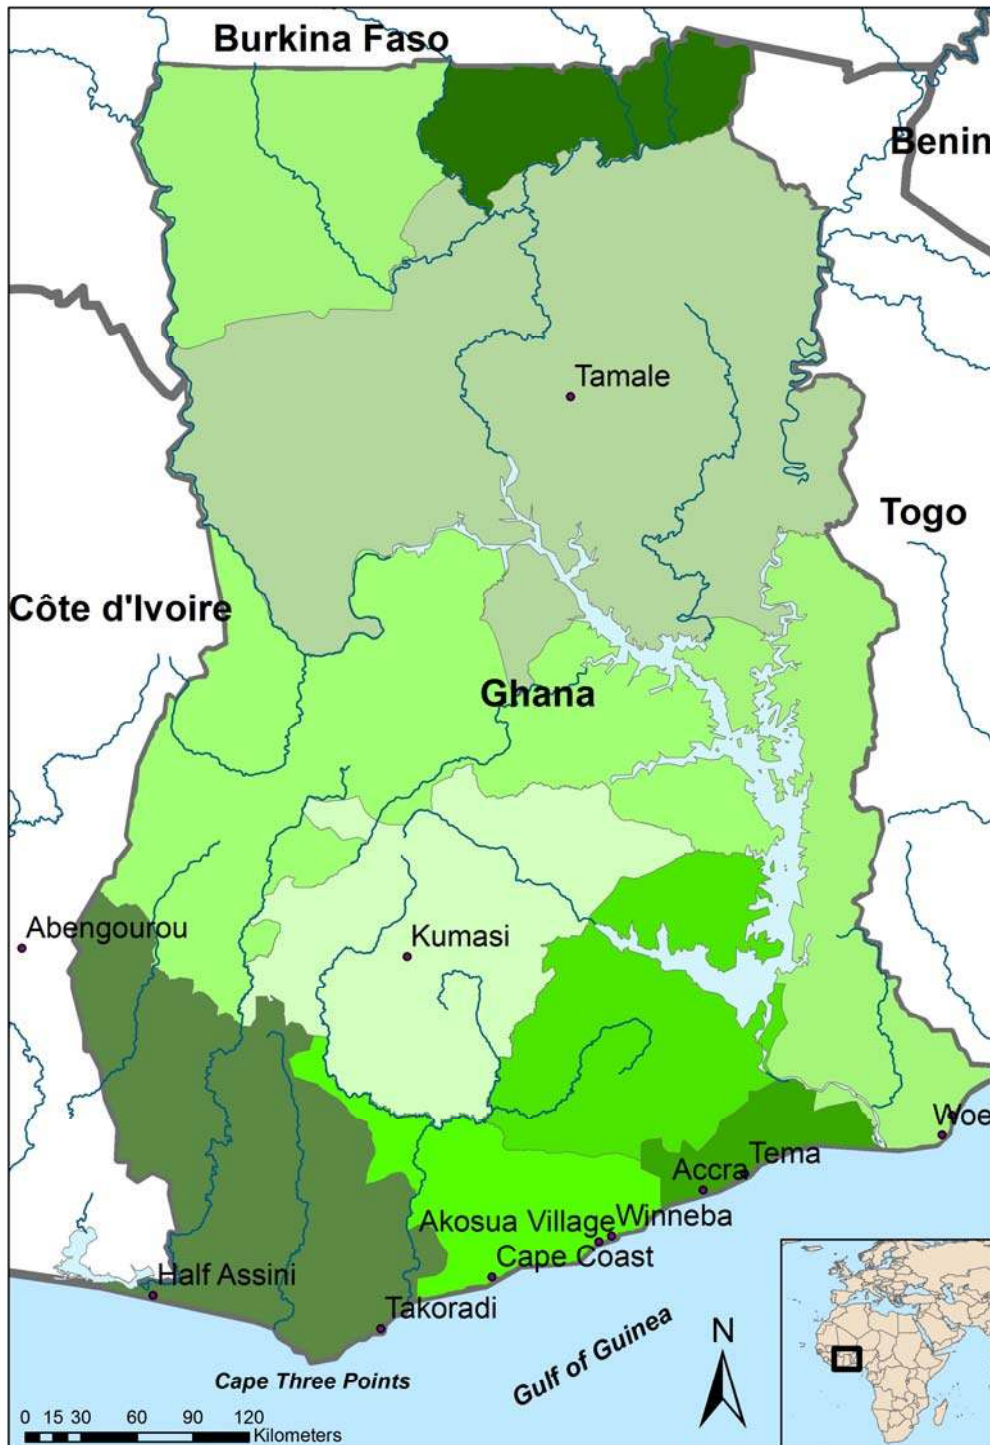 Burkina Faso
Benin
Tamale
Togo
Côte d'Ivoire
Ghana
Abengourou
Kumasi
Woe
Tema
Accra
Akosua Village
Winneba
Cape Coast
Half Assini
Takoradi
Gulf of Guinea
N
Cape Three Points
0 15 30 60 90 120
Kilometers